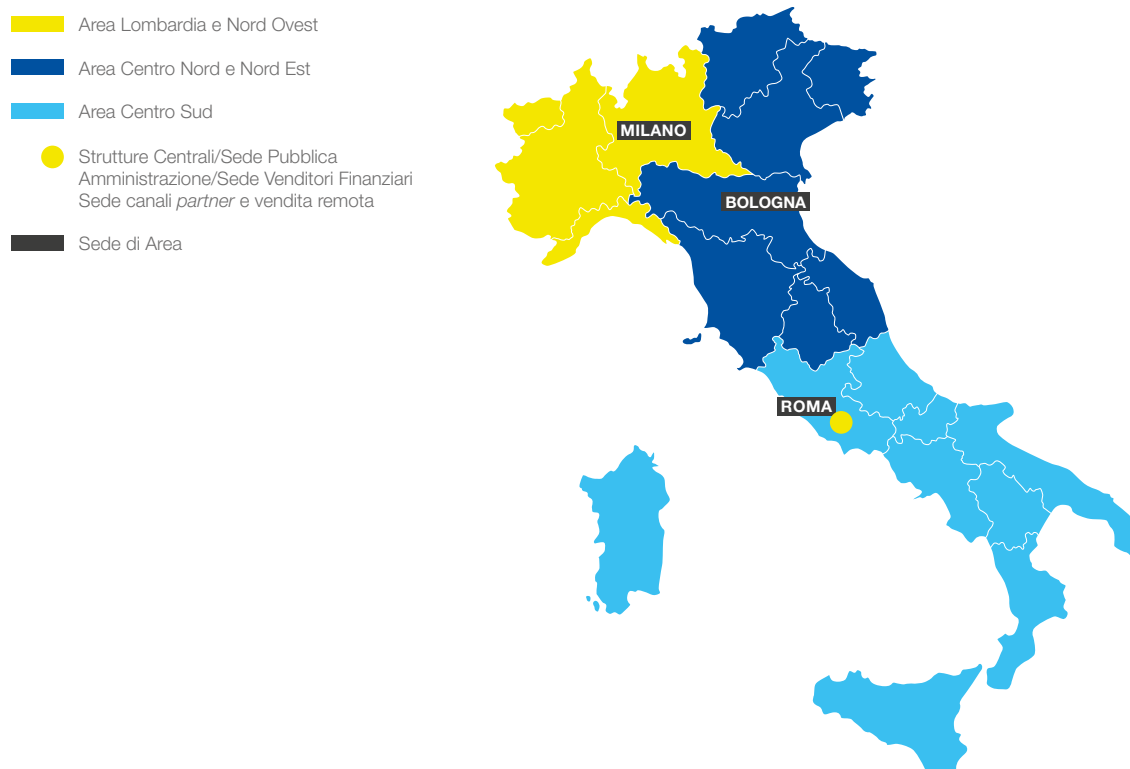 Area Lombardia e Nord Ovest
Area Centro Nord e Nord Est
Area Centro Sud
Strutture Centrali/Sede Pubblica
Amministrazione/Sede Venditori Finanziari
Sede canali partner e vendita remota
Sede di Area
MILANO
BOLOGNA
ROMA